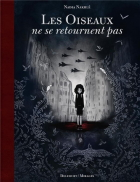 Nadia Nakhlé
LES OISEAUX
ne se retournent pas
DELCOURT/MIRAGES